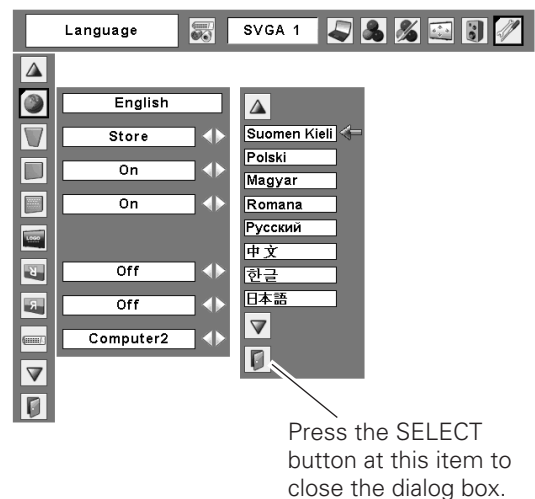 Language
SVGA 1
English
Store
On
On
LOGO
Off
Off
Computer2
Suomen Kieli
Polski
Magyar
Romana
Русский
中文
한글
日本語
Press the SELECT
button at this item to
close the dialog box.